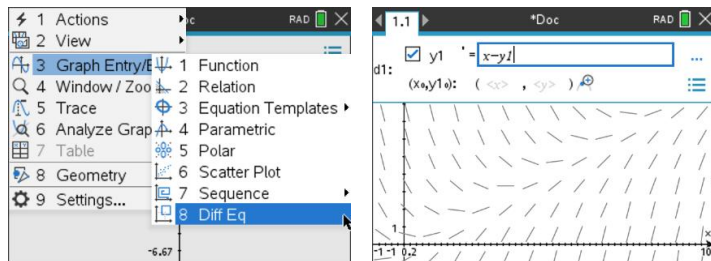 1 Actions
2 View
3 Graph Entry/E
4 Window / Zoo
5 Trace
6 Analyze Grap
7 Table
8 Geometry
9 Settings...
oc RAD
1 Function
2 Relation
3 Equation Templates
4 Parametric
5 Polar
6 Scatter Plot
7 Sequence
8 Diff Eq
-6.67
1.1 *Doc RAD
y1 '= x-y1 ...
d1:
(x0,y10): ( <x> , <y> )
1
x
-1 -1 0.2 10